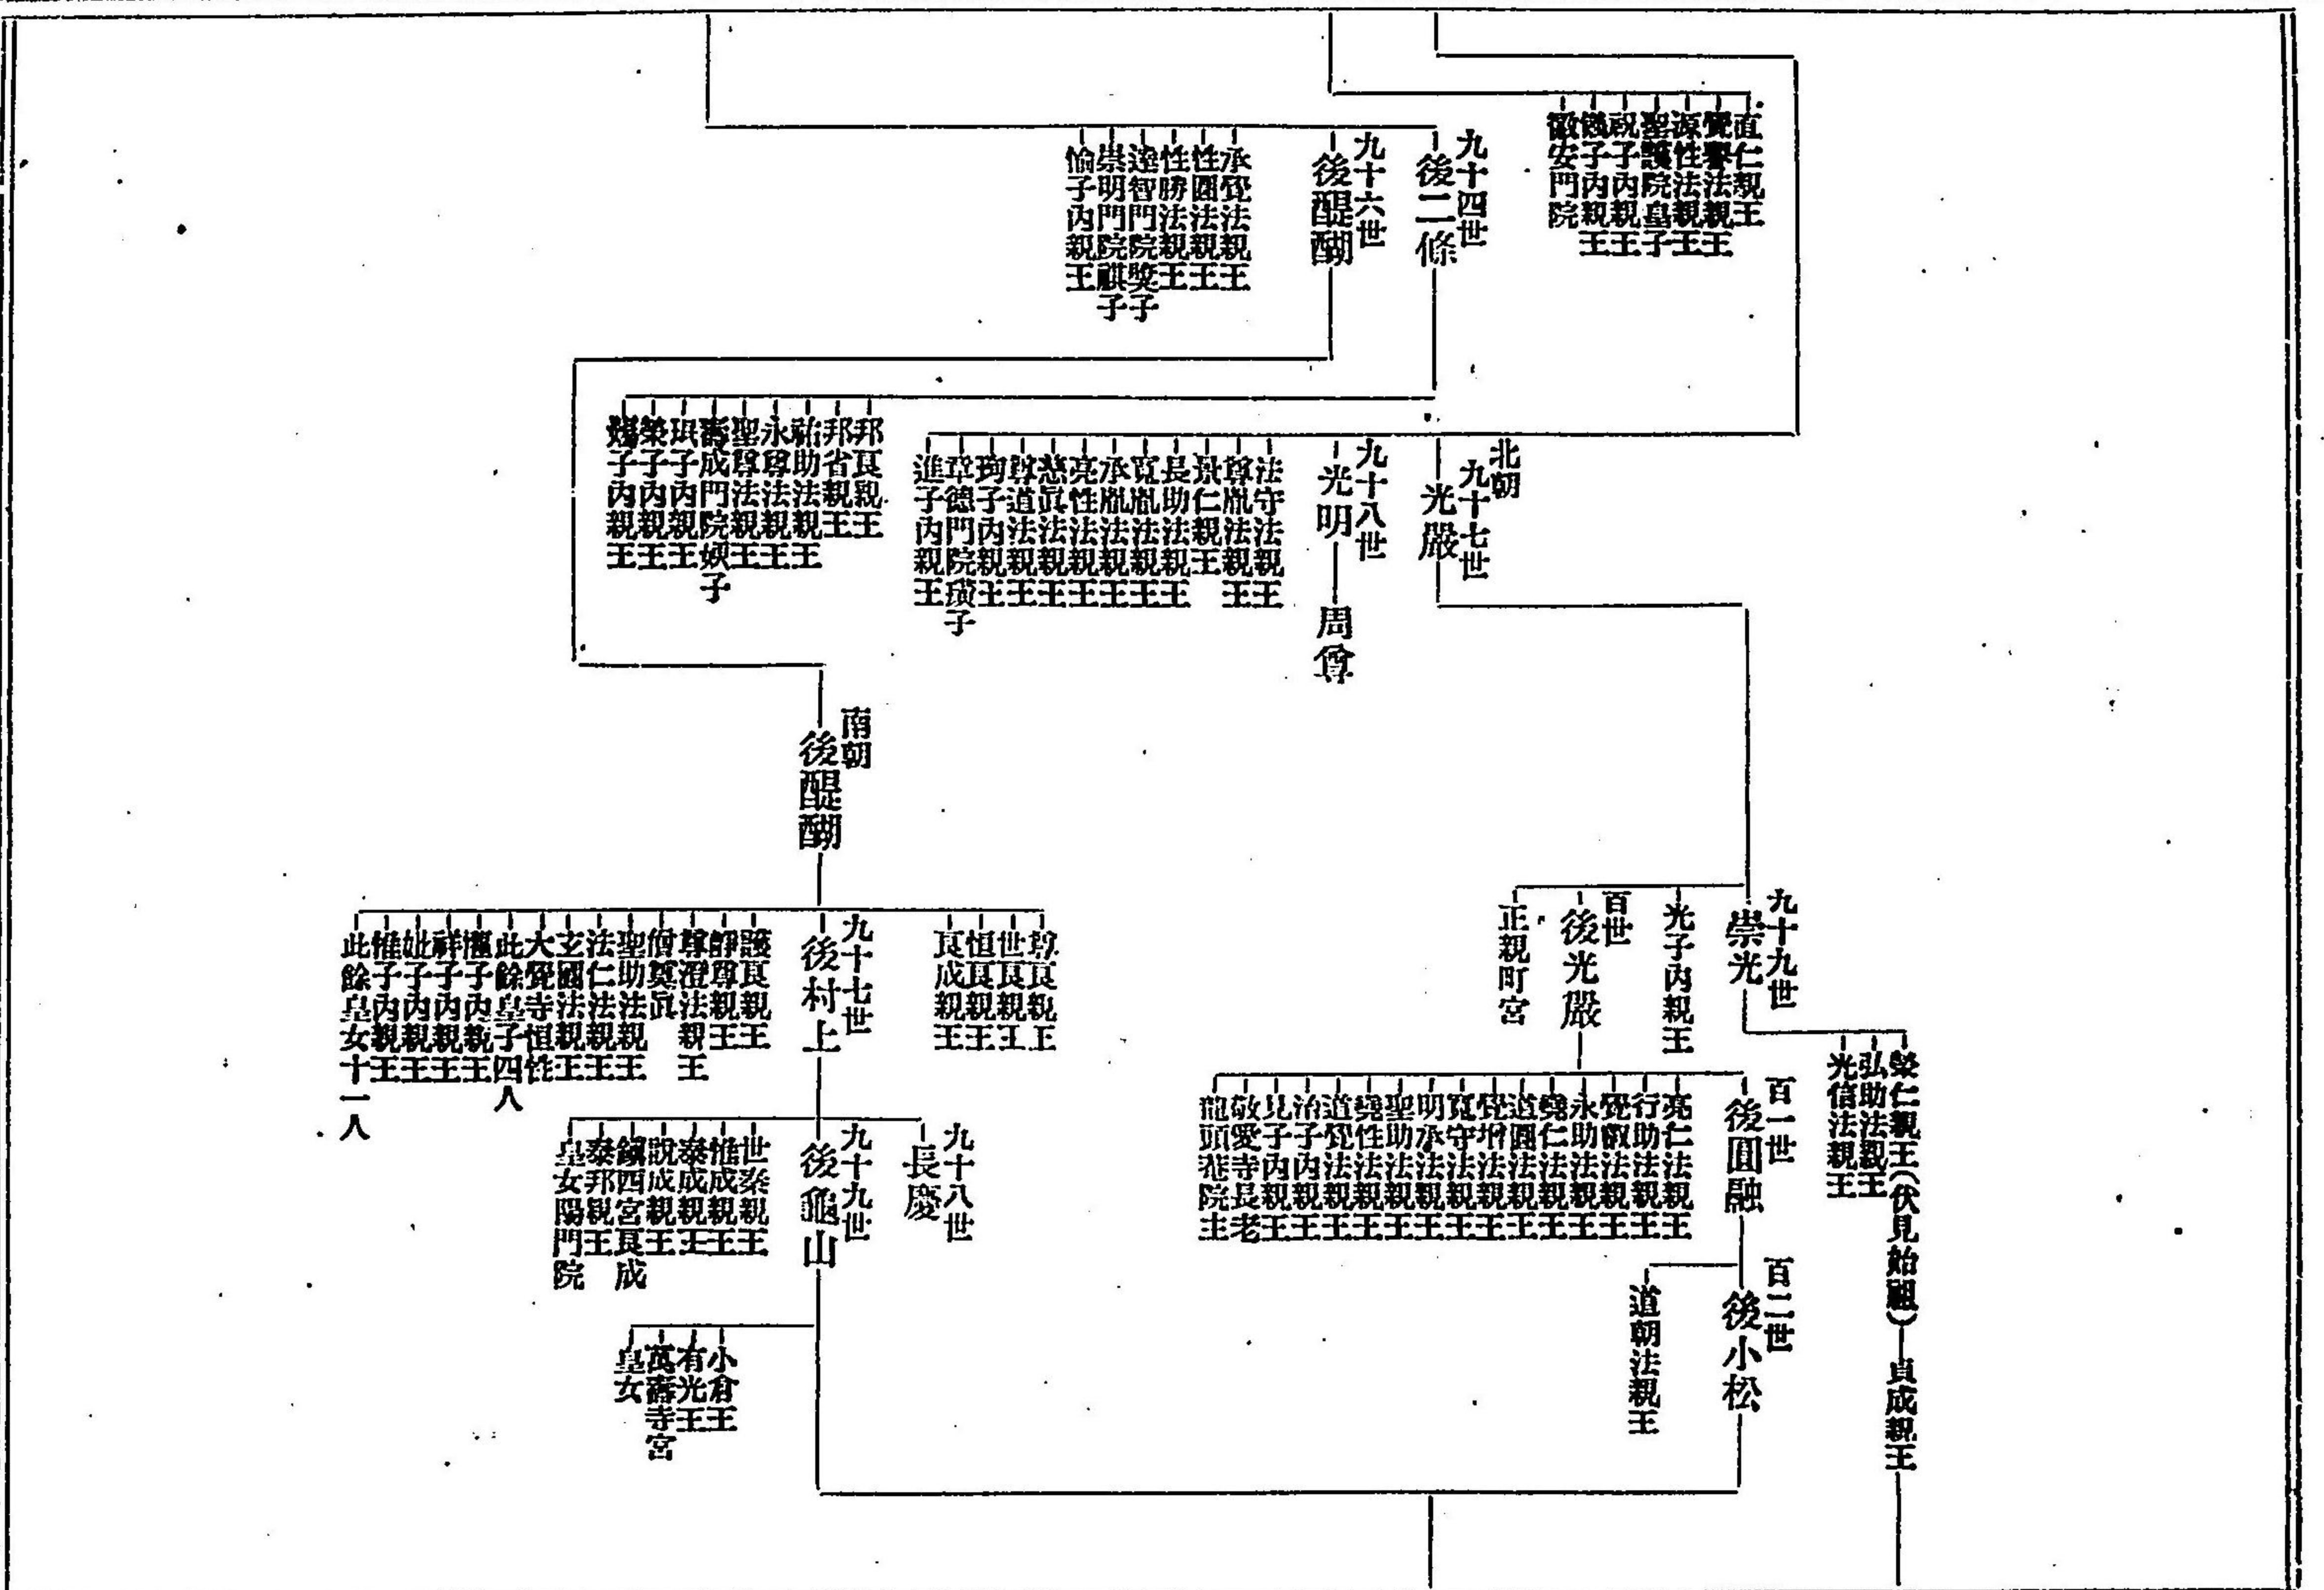 直仁親王
覺譽法親王
源性法親王
聖護院皇子
祝子內親王
徽安門院
九十四世
後二條
九十六世
後醍醐
承覺法親王
性圓法親王
性勝法親王
達智門院奬子
崇明門院禖子
愉子內親王
北朝
九十七世
光嚴
九十八世
光明
周尊
法守法親王
尊胤法親王
景仁親王
長助法親王
寬胤法親王
承胤法親王
亮性法親王
慈眞法親王
尊道法親王
珣子內親王
章德門院璜子
進子內親王
邦良親王
邦省親王
祐助法親王
永尊法親王
聖尊法親王
壽成門院娯子
珉子內親王
榮子內親王
南朝
後醍醐
九十九世
崇光
光子內親王
百世
後光嚴
正親町宮
榮仁親王(伏見始祖)
貞成親王
弘助法親王
光信法親王
百一世
後圓融
亮仁法親王
行助法親王
覺叡法親王
永助法親王
堯仁法親王
道圓法親王
覺增法親王
寬守法親王
明承法親王
聖助法親王
堯性法親王
道覺法親王
治子內親王
見子內親王
敬愛寺長老
龍頭菴院主
百二世
後小松
道朝法親王
尊良親王
世良親王
恒良親王
良成親王
九十七世
後村上
護良親王
靜尊親王
尊澄法親王
僧奠眞
聖助法親王
法仁法親王
玄圓法親王
大覺寺恒性
此餘皇子四人
懽子內親王
祥子內親王
妣子內親王
惟子內親王
此餘皇女十一人
九十八世
長慶
九十九世
後龜山
世泰親王
惟成親王
泰成親王
說成親王
鎭西宮良成
泰邦親王
皇女陽門院
小倉王
有光王
萬壽寺宮
皇女